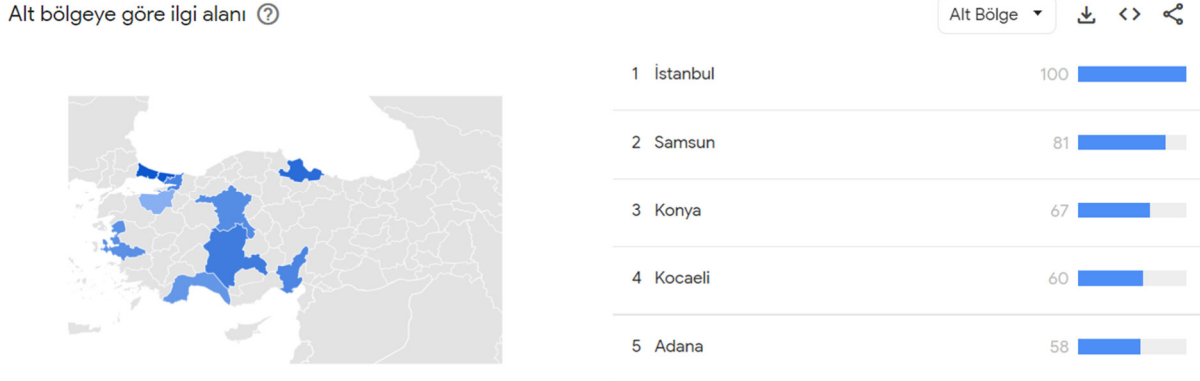 Alt bölgeye göre ilgi alanı ?
Alt Bölge
1 İstanbul 100
2 Samsun 81
3 Konya 67
4 Kocaeli 60
5 Adana 58